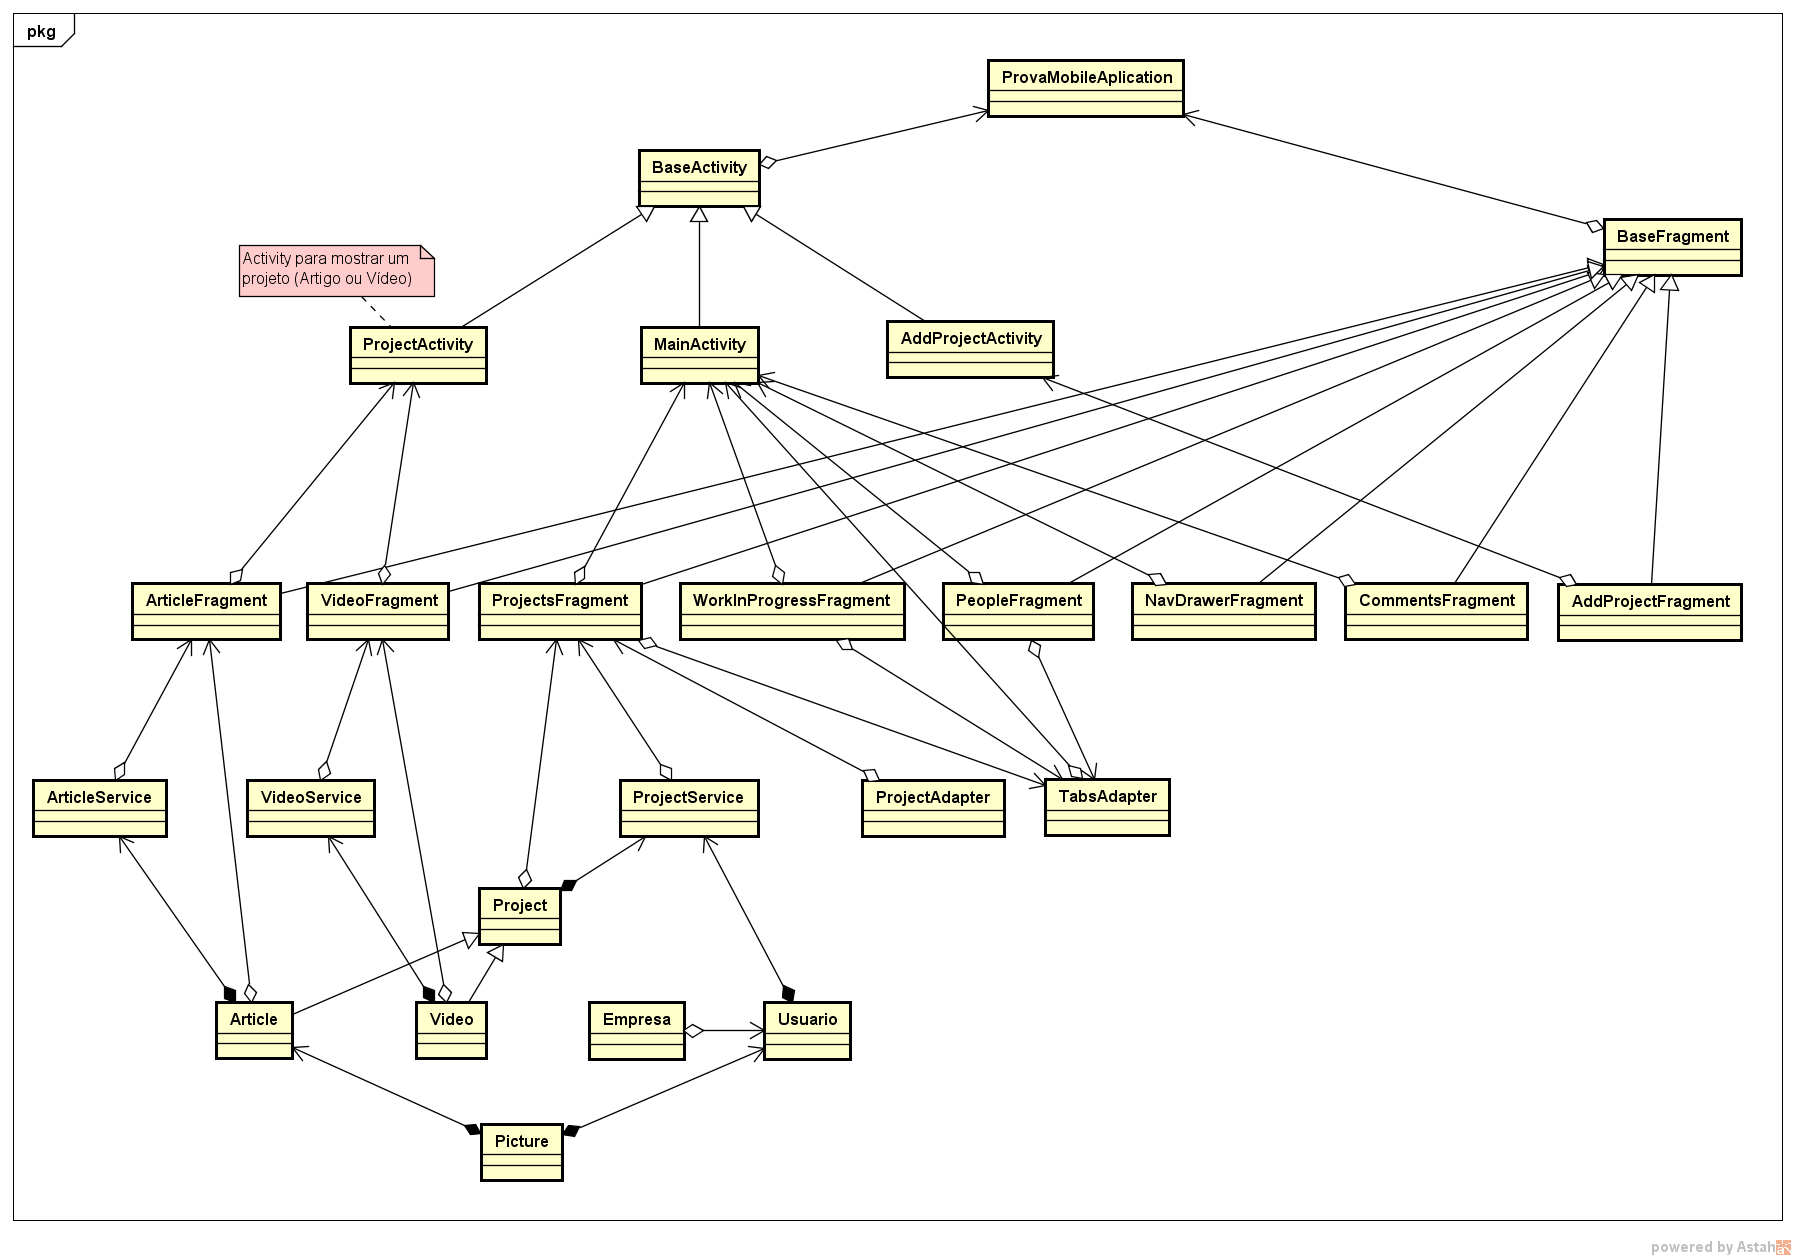 pkg
ProvaMobileAplication
BaseActivity
BaseFragment
Activity para mostrar um
projeto (Artigo ou Vídeo)
ProjectActivity
MainActivity
AddProjectActivity
ArticleFragment
VideoFragment
ProjectsFragment
WorkInProgressFragment
PeopleFragment
NavDrawerFragment
CommentsFragment
AddProjectFragment
ArticleService
VideoService
ProjectService
ProjectAdapter
TabsAdapter
Project
Article
Video
Empresa
Usuario
Picture
powered by Astah